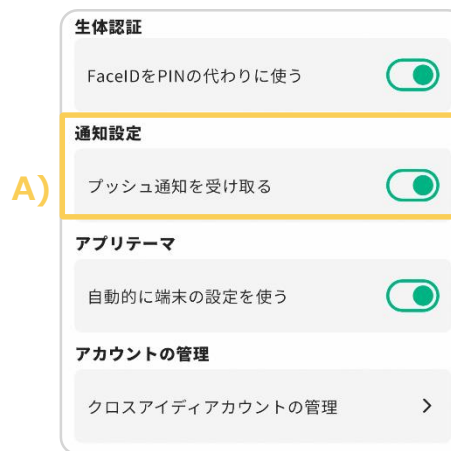 生体認証
FaceIDをPINの代わりに使う
通知設定
A)
プッシュ通知を受け取る
アプリテーマ
自動的に端末の設定を使う
アカウントの管理
クロスアイディアカウントの管理